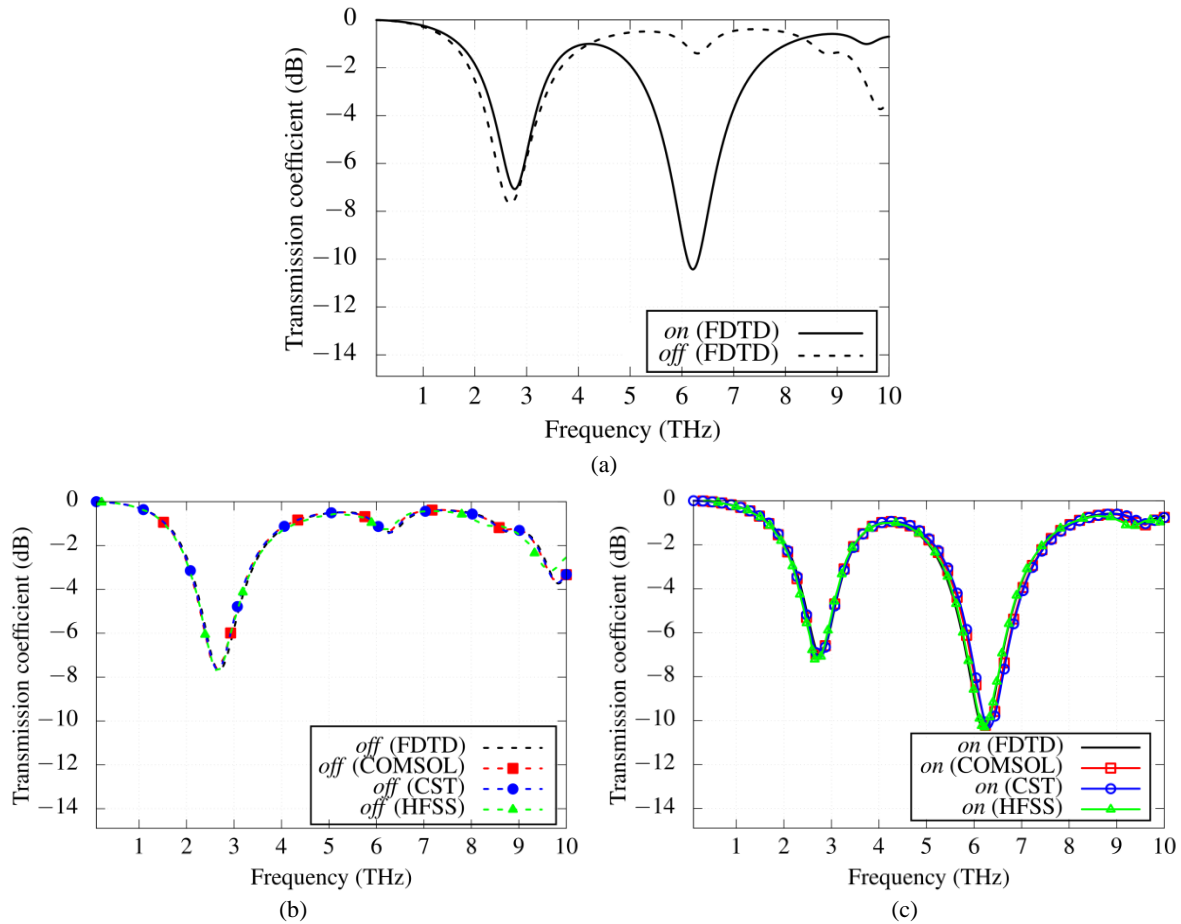 0
−2
−4
−6
−8
−10
−12
−14
Transmission coefficient (dB)
on (FDTD)
off (FDTD)
1 2 3 4 5 6 7 8 9 10
Frequency (THz)
(a)
0
−2
−4
−6
−8
−10
−12
−14
Transmission coefficient (dB)
off (FDTD)
off (COMSOL)
off (CST)
off (HFSS)
1 2 3 4 5 6 7 8 9 10
Frequency (THz)
(b)
0
−2
−4
−6
−8
−10
−12
−14
Transmission coefficient (dB)
on (FDTD)
on (COMSOL)
on (CST)
on (HFSS)
1 2 3 4 5 6 7 8 9 10
Frequency (THz)
(c)